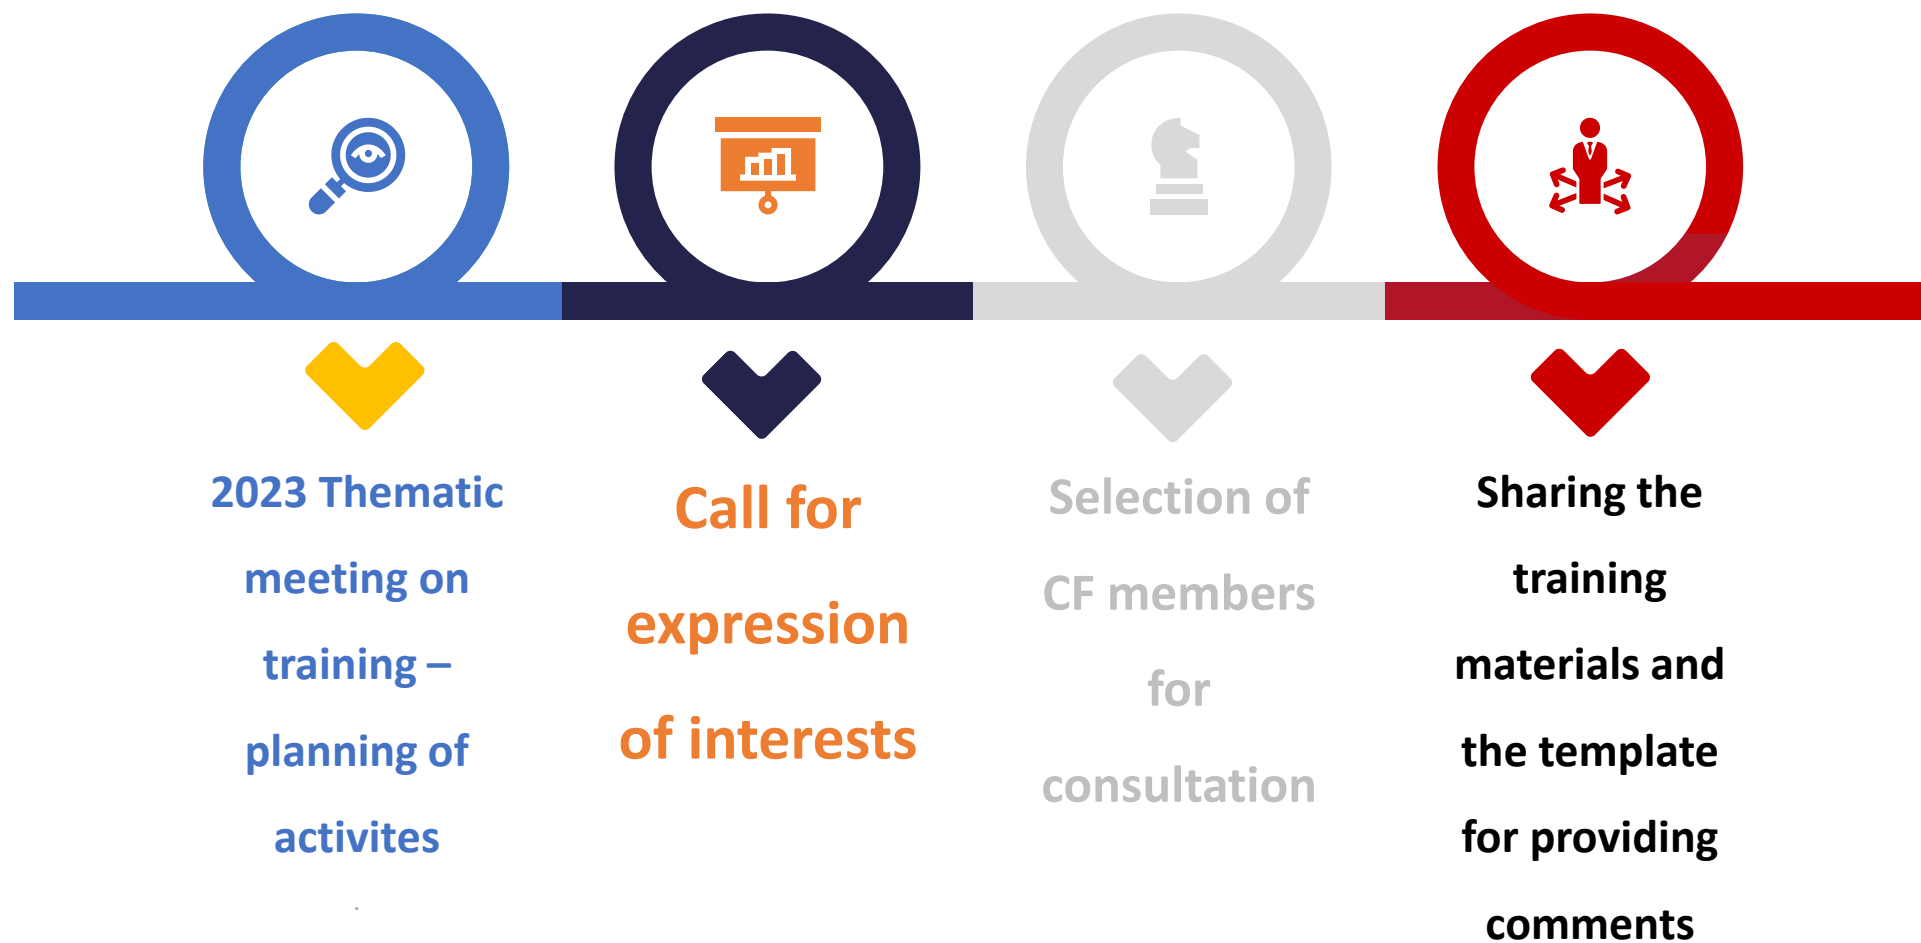 2023 Thematic
meeting on
training –
planning of
activites
.
Call for
expression
of interests
Selection of
CF members
for
consultation
Sharing the
training
materials and
the template
for providing
comments